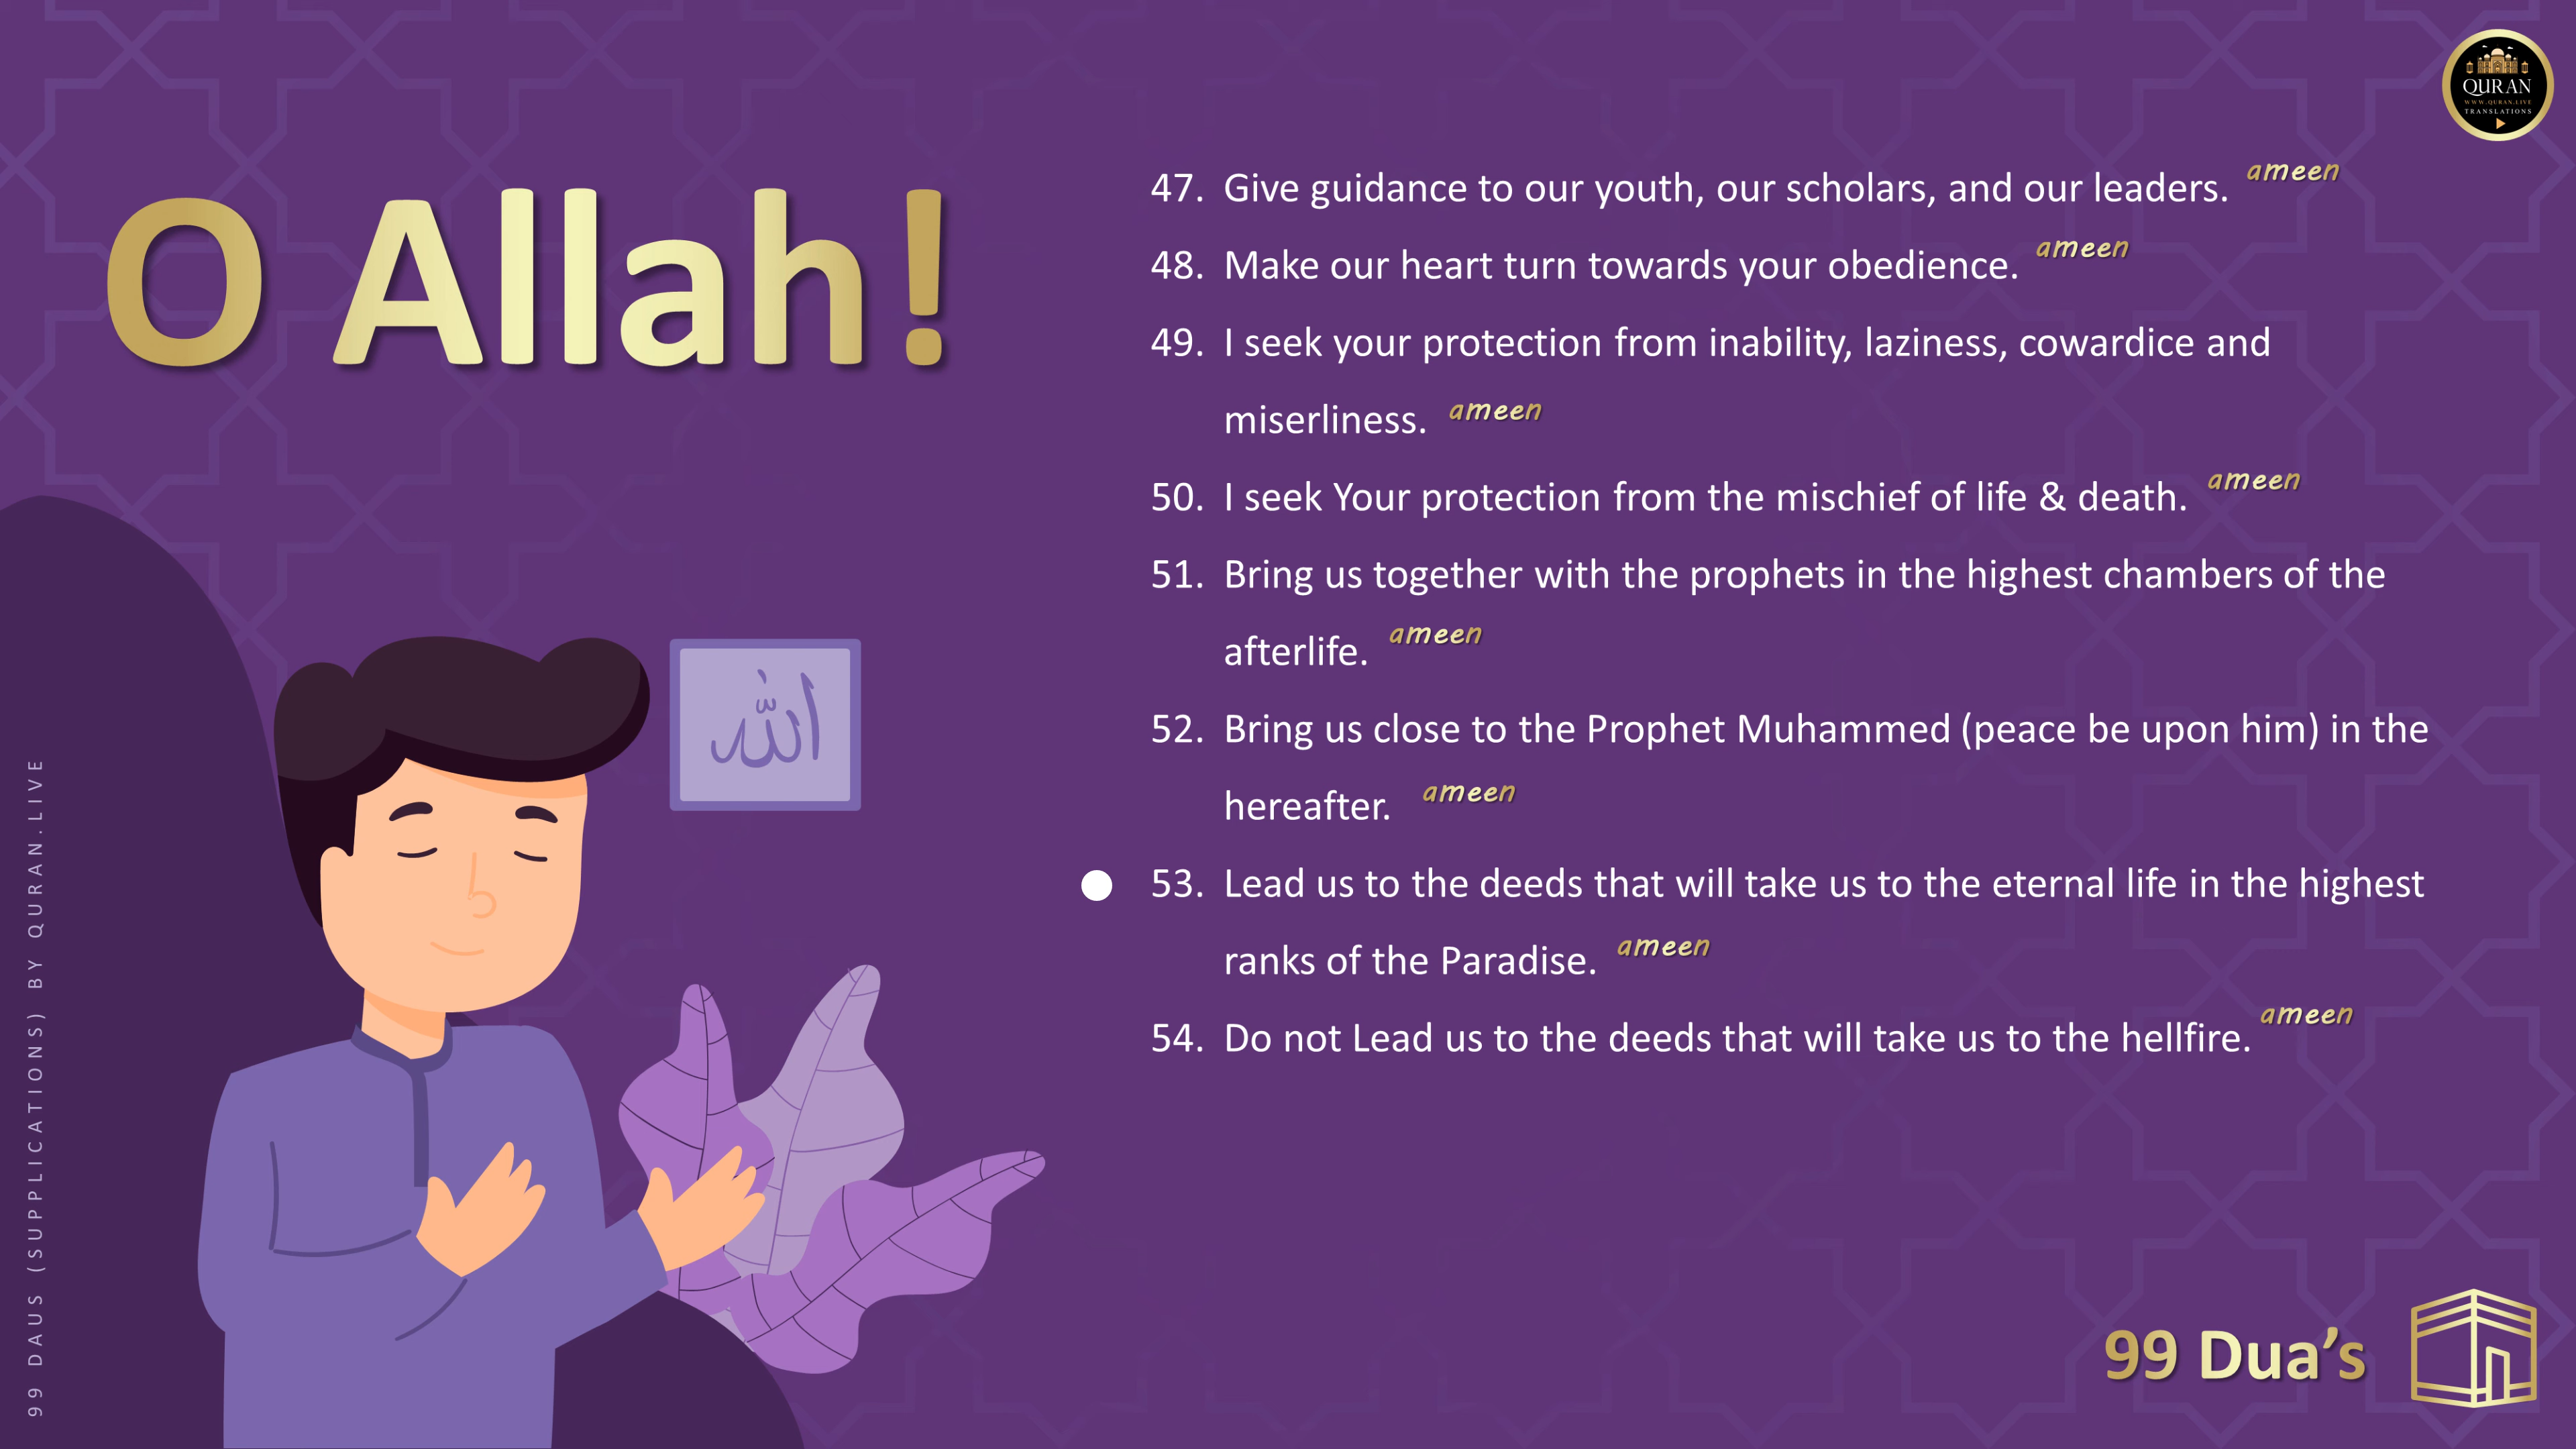 O Allah!
QURAN
WWW.QURAN.LIVE
TRANSLATIONS
47. Give guidance to our youth, our scholars, and our leaders. ameen
48. Make our heart turn towards your obedience. ameen
49. I seek your protection from inability, laziness, cowardice and
miserliness. ameen
50. I seek Your protection from the mischief of life & death. ameen
51. Bring us together with the prophets in the highest chambers of the
afterlife. ameen
52. Bring us close to the Prophet Muhammed (peace be upon him) in the
hereafter. ameen
53. Lead us to the deeds that will take us to the eternal life in the highest
ranks of the Paradise. ameen
54. Do not Lead us to the deeds that will take us to the hellfire. ameen
الله
99 DAUS (SUPPLICATIONS) BY QURAN.LIVE
99 Dua’s